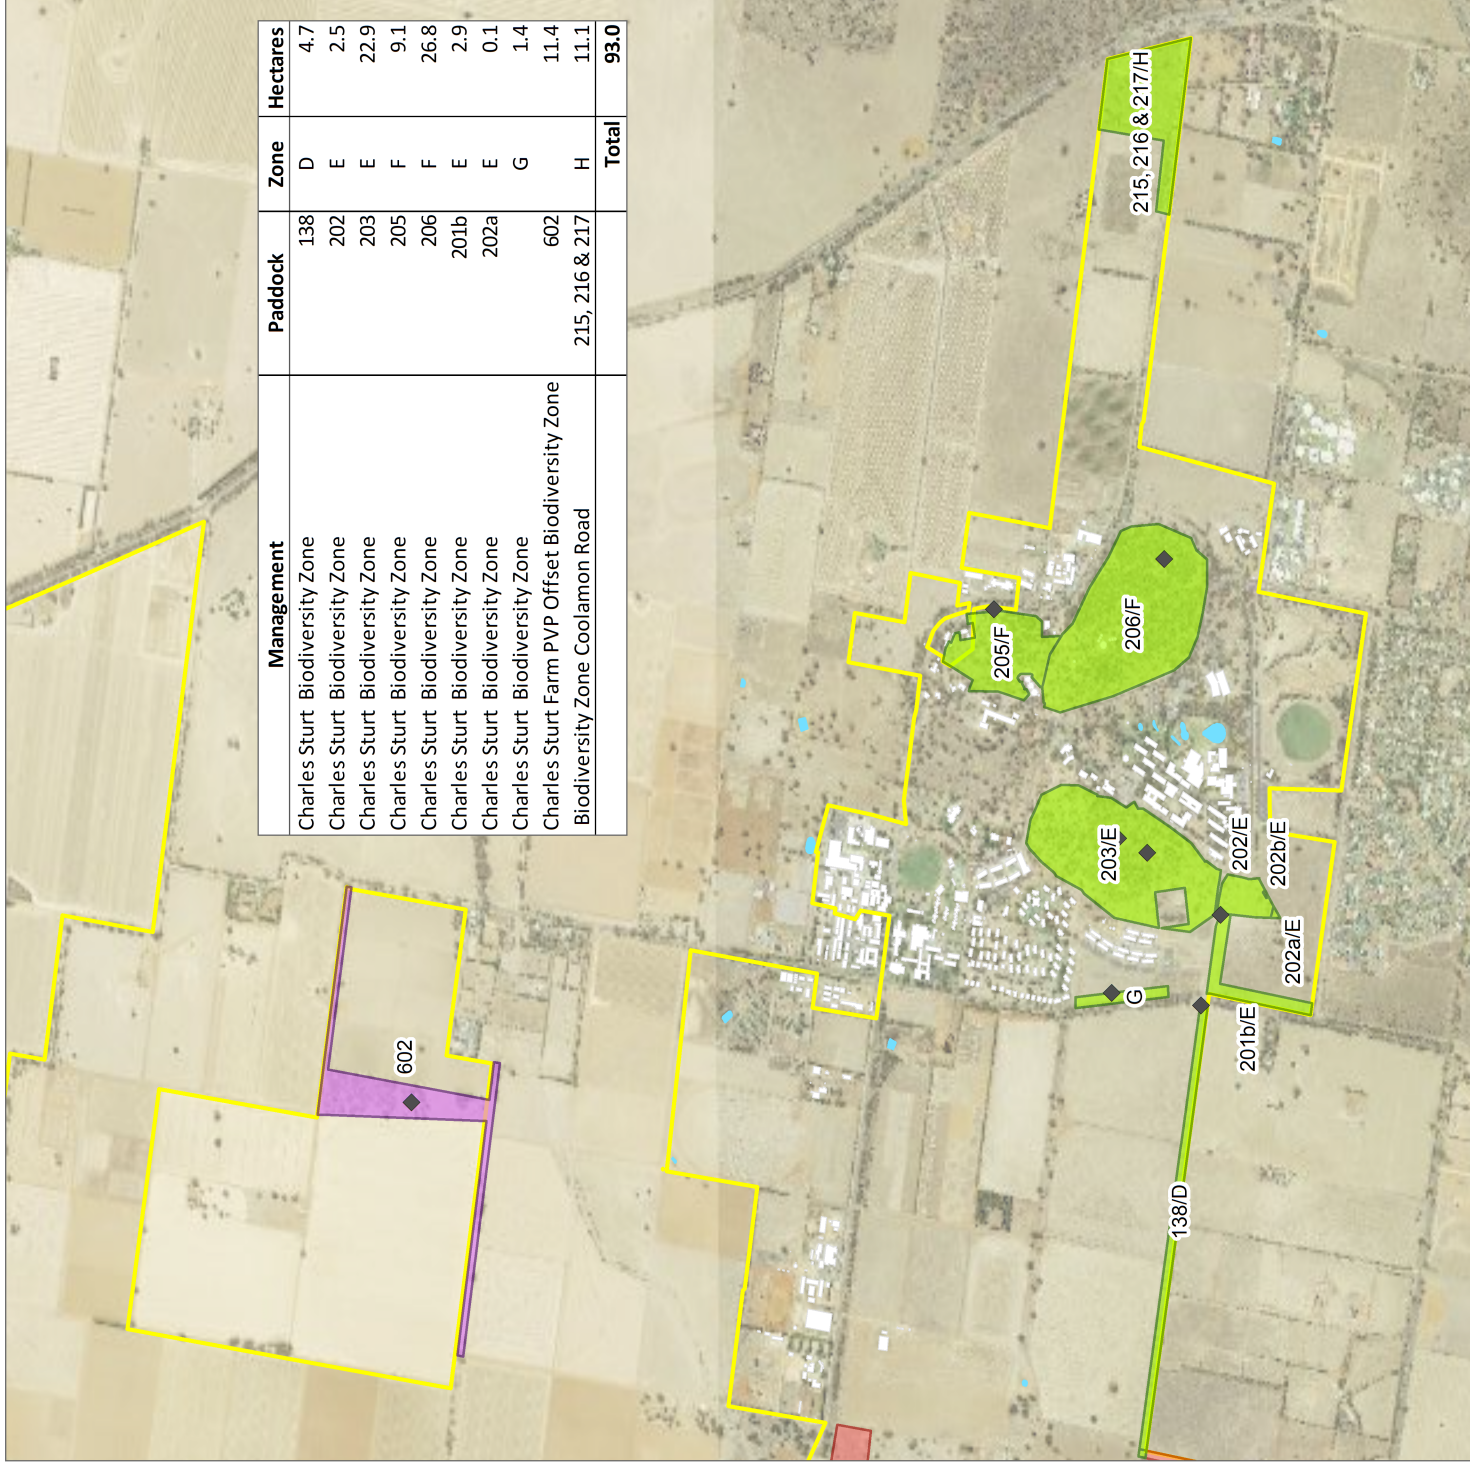 Management Paddock Zone Hectares
Charles Sturt Biodiversity Zone 138 D 4.7
Charles Sturt Biodiversity Zone 202 E 2.5
Charles Sturt Biodiversity Zone 203 E 22.9
Charles Sturt Biodiversity Zone 205 F 9.1
Charles Sturt Biodiversity Zone 206 F 26.8
Charles Sturt Biodiversity Zone 201b E 2.9
Charles Sturt Biodiversity Zone 202a E 0.1
Charles Sturt Biodiversity Zone G 1.4
Charles Sturt Farm PVP Offset Biodiversity Zone 602 11.4
Biodiversity Zone Coolamon Road 215, 216 & 217 H 11.1
Total 93.0
602
205/F
206/F
215, 216 & 217/H
203/E
202/E
202b/E
202a/E
201b/E
G
138/D